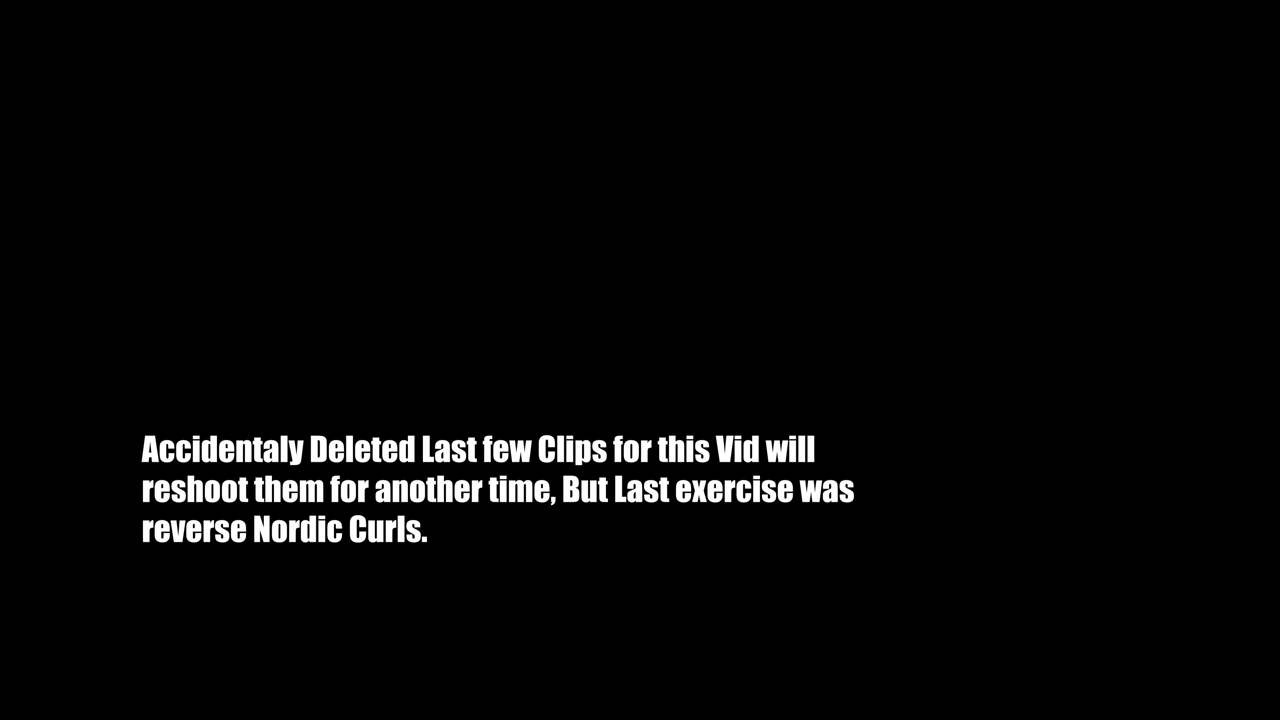 Accidentaly Deleted Last few Clips for this Vid will
reshoot them for another time, But Last exercise was
reverse Nordic Curls.